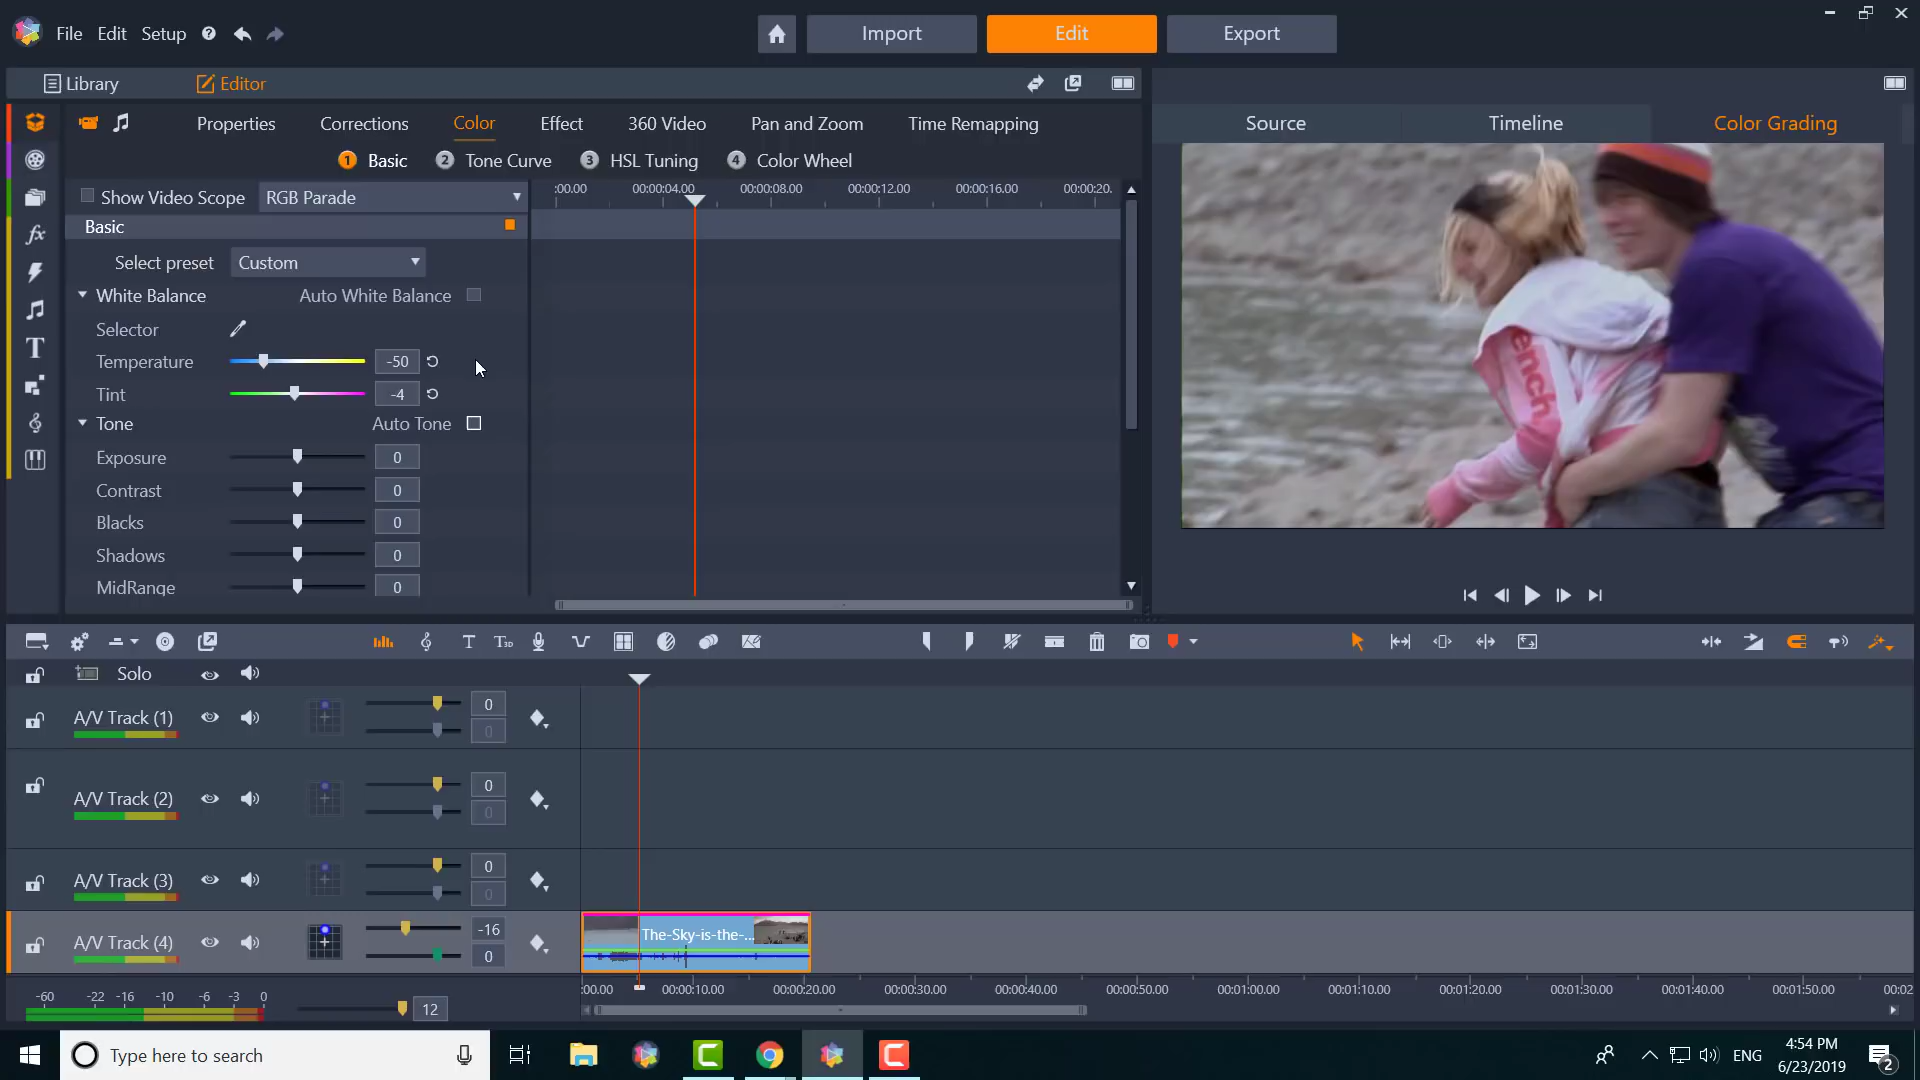 File Edit Setup Import Edit Export
Library Editor
Properties Corrections Color Effect 360 Video Pan and Zoom Time Remapping Source Timeline Color Grading
1 Basic 2 Tone Curve 3 HSL Tuning 4 Color Wheel
Show Video Scope RGB Parade :00.00 00:00:04.00 00:00:08.00 00:00:12.00 00:00:16.00 00:00:20.
Basic
Select preset Custom
White Balance Auto White Balance
Selector
Temperature -50
Tint -4
Tone Auto Tone
Exposure 0
Contrast 0
Blacks 0
Shadows 0
MidRange 0
ench
T T3D
Solo
A/V Track (1) 0
0
A/V Track (2) 0
0
A/V Track (3) 0
0
A/V Track (4) -16 The-Sky-is-the-...
0
:00.00 00:00:10.00 00:00:20.00 00:00:30.00 00:00:40.00 00:00:50.00 00:01:00.00 00:01:10.00 00:01:20.00 00:01:30.00 00:01:40.00 00:01:50.00 00:02
-60 -22 -16 -10 -6 -3 0 12
Type here to search ENG 4:54 PM
6/23/2019 2